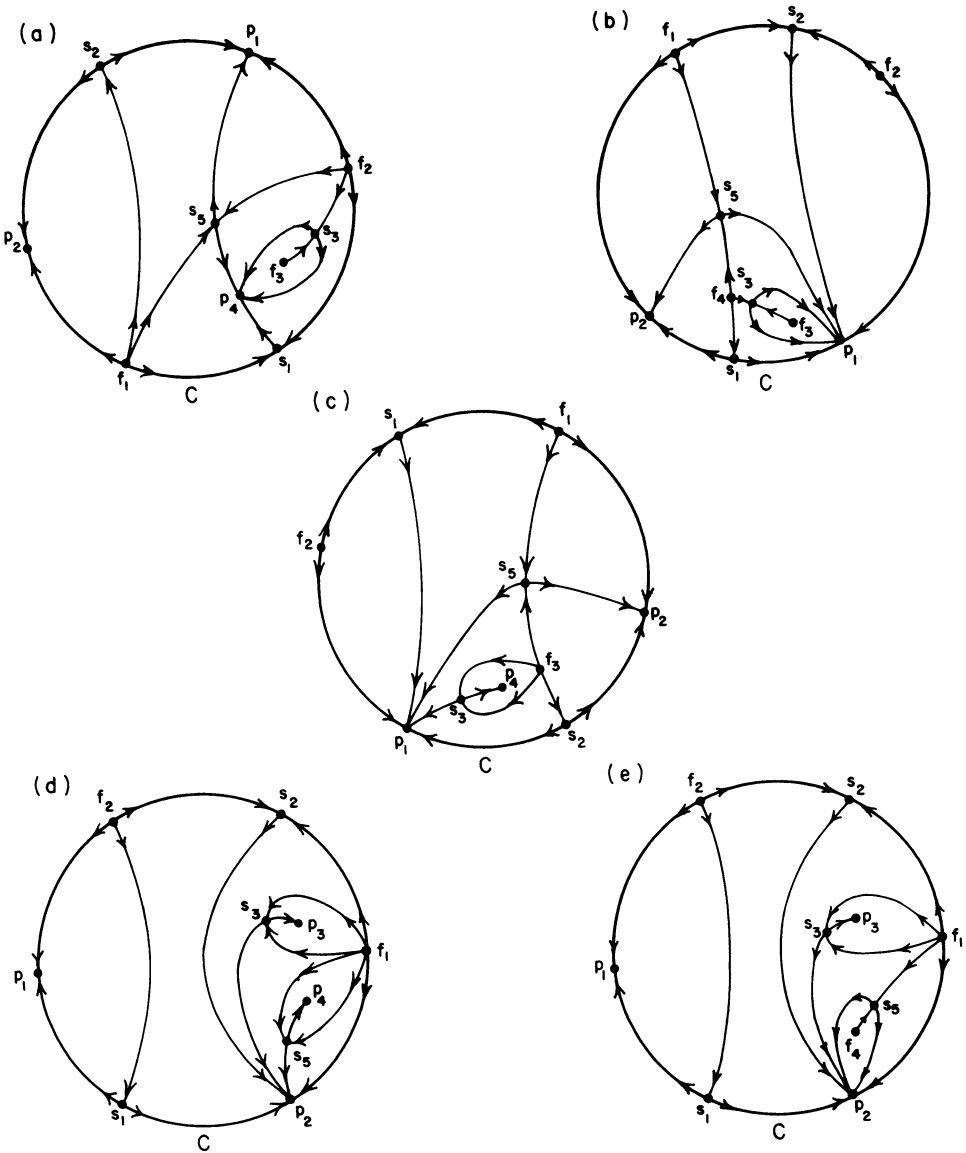 (a)
s₂
p₁
f₂
s₅
s₃
f₃
p₂
p₄
f₁
s₁
C
(b)
f₁
s₂
f₂
s₅
s₃
f₄
f₃
p₂
s₁
p₁
C
(c)
s₁
f₁
f₂
s₅
p₂
f₃
p₄
s₃
p₁
s₂
C
(d)
f₂
s₂
s₃
p₃
f₁
p₁
p₄
s₅
s₁
p₂
C
(e)
f₂
s₂
p₃
s₃
f₁
p₁
s₅
f₄
s₁
p₂
C